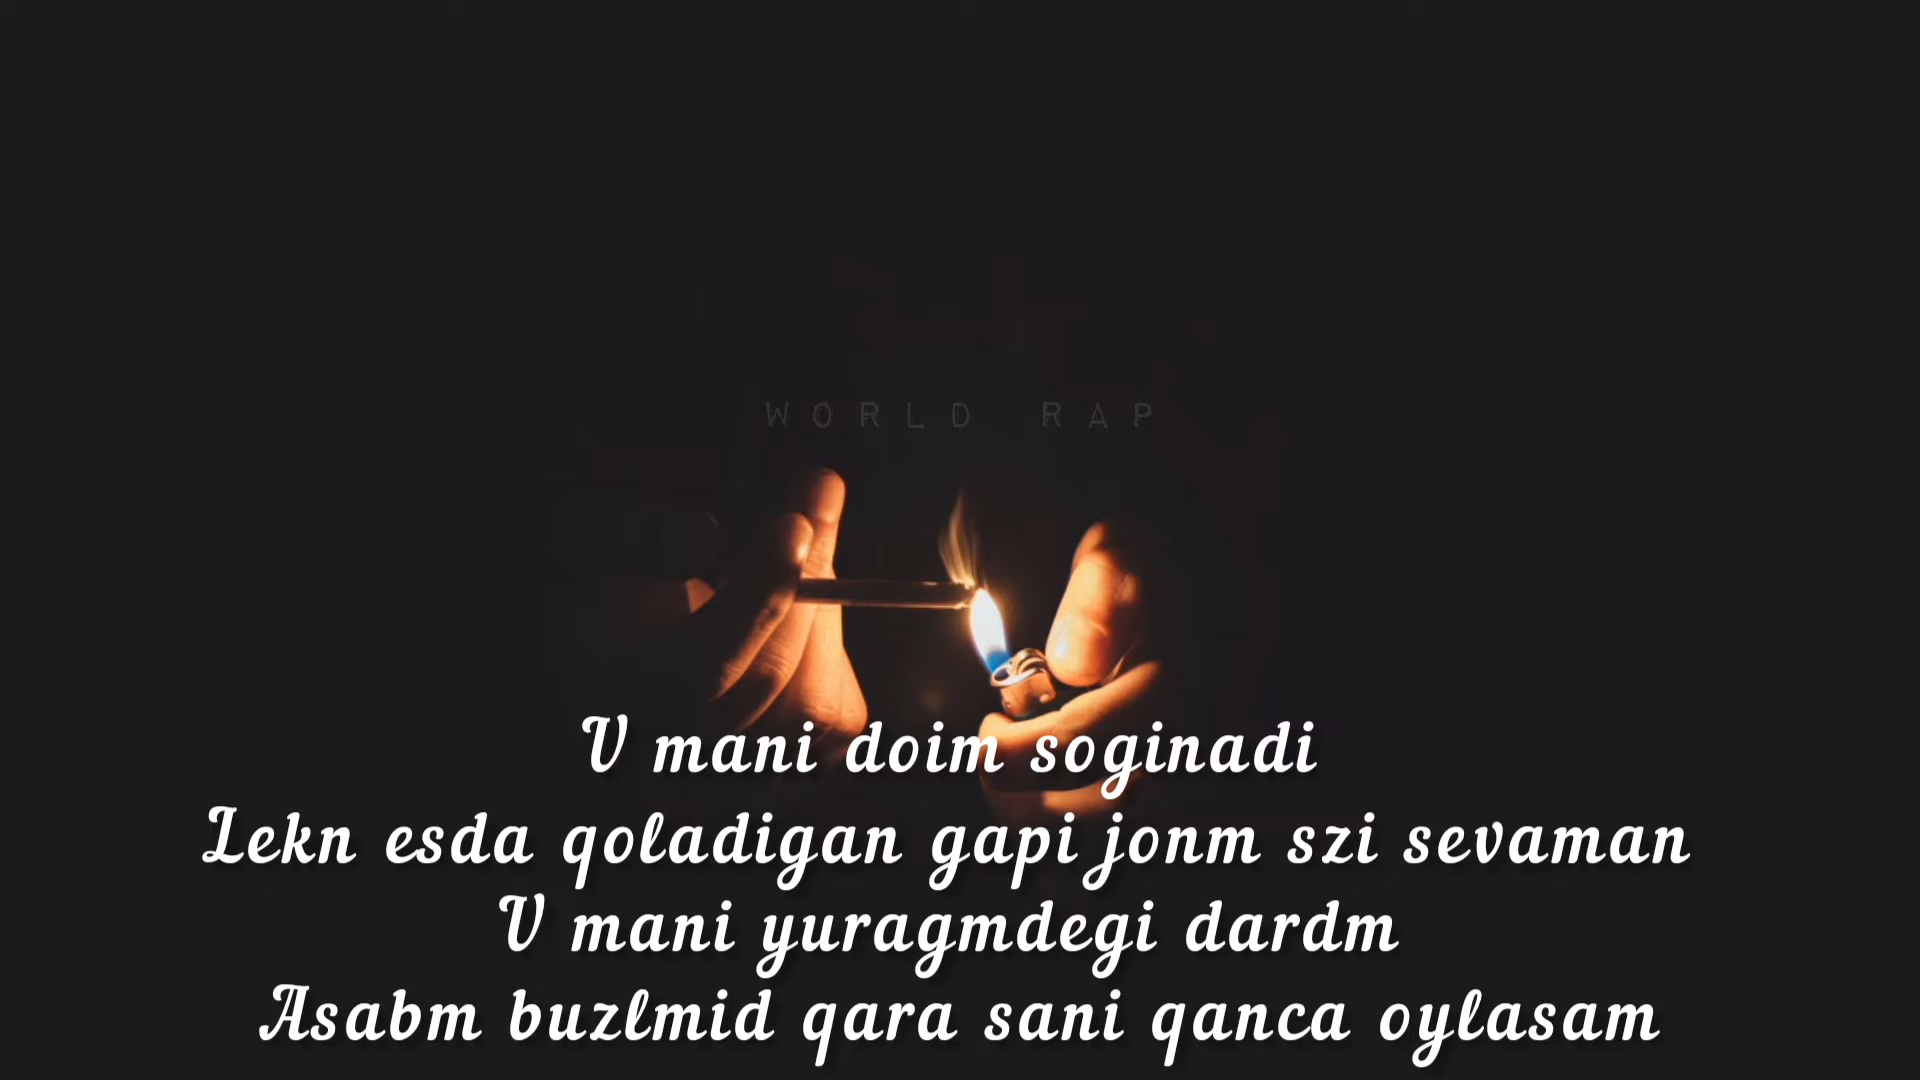 WORLD RAP
U mani doim soginadi
Lekn esda qoladigan gapi jonm szi sevaman
U mani yuragmdegi dardm
Asabm buzlmid qara sani qanca oylasam